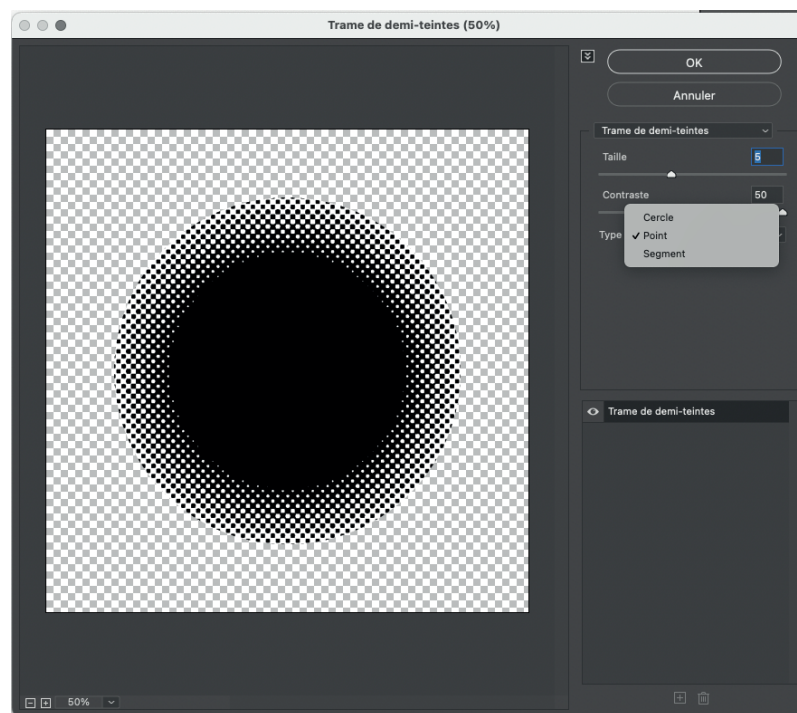 Trame de demi-teintes (50%)
OK
Annuler
Trame de demi-teintes
Taille
5
Contraste
50
Type
Cercle
✓ Point
Segment
Trame de demi-teintes
50%